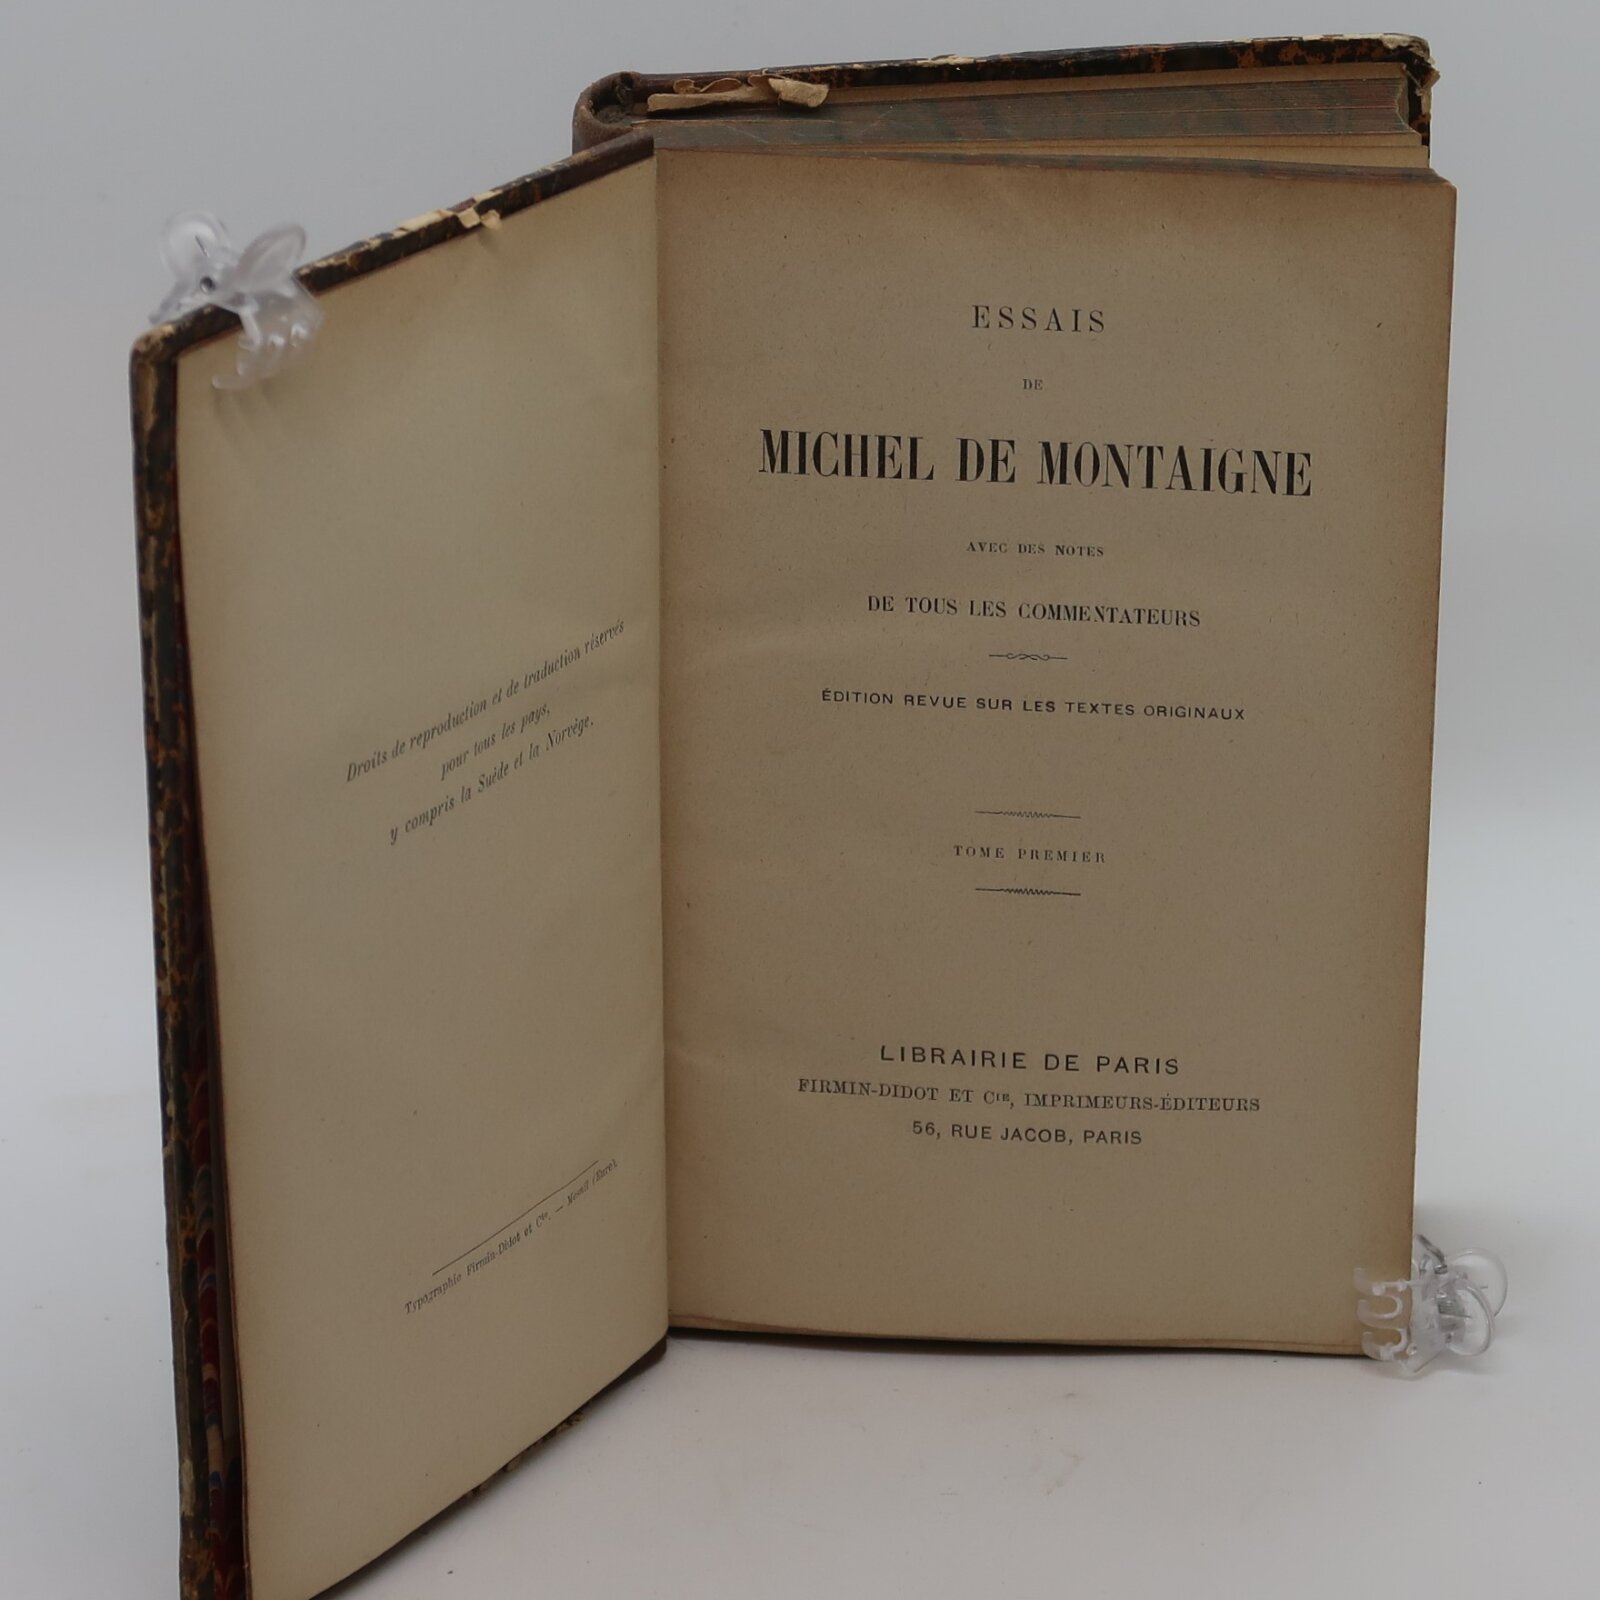 Droits de reproduction et de traduction réservés
pour tous les pays,
y compris la Suède et la Norvège.
Typographie Firmin-Didot et Cie. — Mesnil (Eure).
ESSAIS
DE
MICHEL DE MONTAIGNE
AVEC DES NOTES
DE TOUS LES COMMENTATEURS
ÉDITION REVUE SUR LES TEXTES ORIGINAUX
TOME PREMIER
LIBRAIRIE DE PARIS
FIRMIN-DIDOT ET CIE, IMPRIMEURS-ÉDITEURS
56, RUE JACOB, PARIS